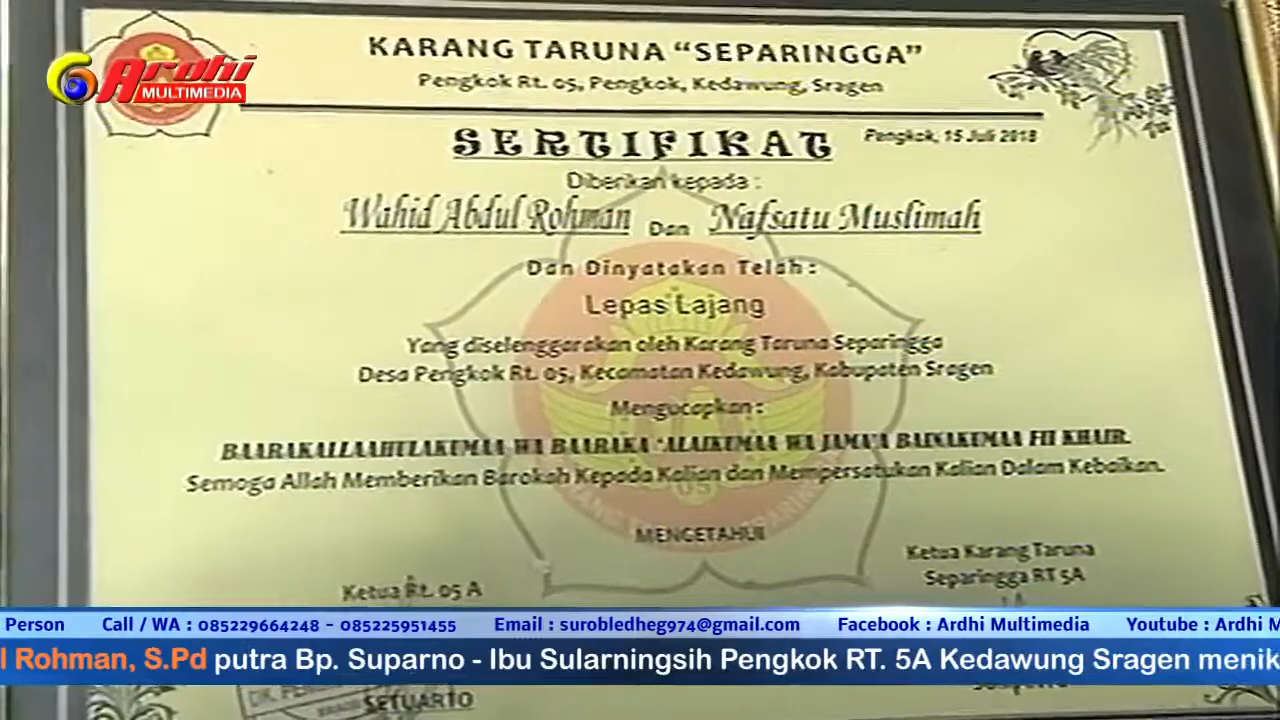 KARANG TARUNA “SEPARINGGA”
Pengkok Rt. 05, Pengkok, Kedawung, Sragen
Ardhi
MULTIMEDIA
SERTIFIKAT
Pengkok, 15 Juli 2018
Diberikan kepada :
Wahid Abdul Rohman Dan Nafsatu Muslimah
Dan Dinyatakan Telah :
Lepas Lajang
Yang diselenggarakan oleh Karang Taruna Separingga
Desa Pengkok Rt. 05, Kecamatan Kedawung, Kabupaten Sragen
Mengucapkan :
BAARAKALLAAHULAKUMAA WA BAARAKA ‘ALAIKUMAA WA JAMA'A BAINAKUMAA FII KHAIR.
Semoga Allah Memberikan Barokah Kepada Kalian dan Mempersatukan Kalian Dalam Kebaikan.
MENGETAHUI
Ketua Rt. 05 A
Ketua Karang Taruna
Separingga RT 5A
Person Call / WA : 085229664248 - 085225951455 Email : surobledheg974@gmail.com Facebook : Ardhi Multimedia Youtube : Ardhi M
l Rohman, S.Pd putra Bp. Suparno - Ibu Sularningsih Pengkok RT. 5A Kedawung Sragen menik
SETUARTO